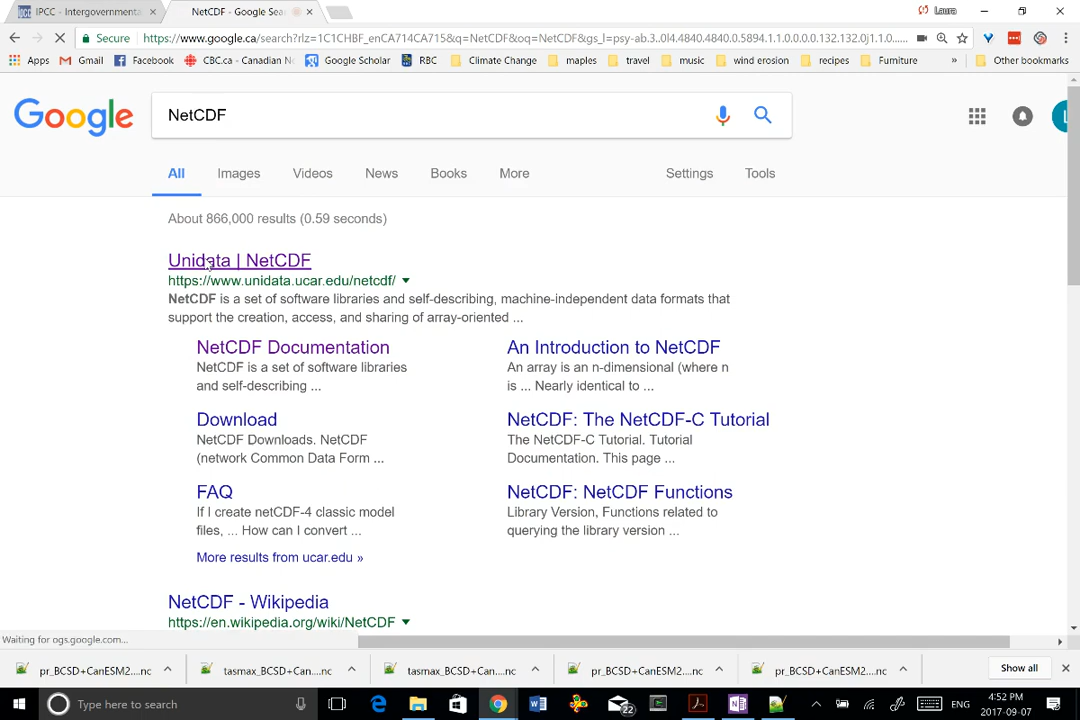 IPCC - Intergovernmenta
NetCDF - Google Sea
Laura
Secure
https://www.google.ca/search?rlz=1C1CHBF_enCA714CA715&q=NetCDF&oq=NetCDF&gs_l=psy-ab.3..0l4.4840.4840.0.5894.1.1.0.0.0.0.132.132.0j1.1.0...
Apps Gmail Facebook CBC.ca - Canadian N Google Scholar RBC Climate Change maples travel music wind erosion recipes Furniture » Other bookmarks
Google
NetCDF
All Images Videos News Books More Settings Tools
About 866,000 results (0.59 seconds)
Unidata | NetCDF
https://www.unidata.ucar.edu/netcdf/
NetCDF is a set of software libraries and self-describing, machine-independent data formats that
support the creation, access, and sharing of array-oriented ...
NetCDF Documentation
NetCDF is a set of software libraries
and self-describing ...
An Introduction to NetCDF
An array is an n-dimensional (where n
is ... Nearly identical to ...
Download
NetCDF Downloads. NetCDF
(network Common Data Form ...
NetCDF: The NetCDF-C Tutorial
The NetCDF-C Tutorial. Tutorial
Documentation. This page ...
FAQ
If I create netCDF-4 classic model
files, ... How can I convert ...
NetCDF: NetCDF Functions
Library Version, Functions related to
querying the library version ...
More results from ucar.edu »
NetCDF - Wikipedia
https://en.wikipedia.org/wiki/NetCDF
Waiting for ogs.google.com...
pr_BCSD+CanESM2....nc
tasmax_BCSD+Can....nc
tasmax_BCSD+Can....nc
pr_BCSD+CanESM2....nc
pr_BCSD+CanESM2....nc
Show all
Type here to search
22
ENG
4:52 PM
2017-09-07